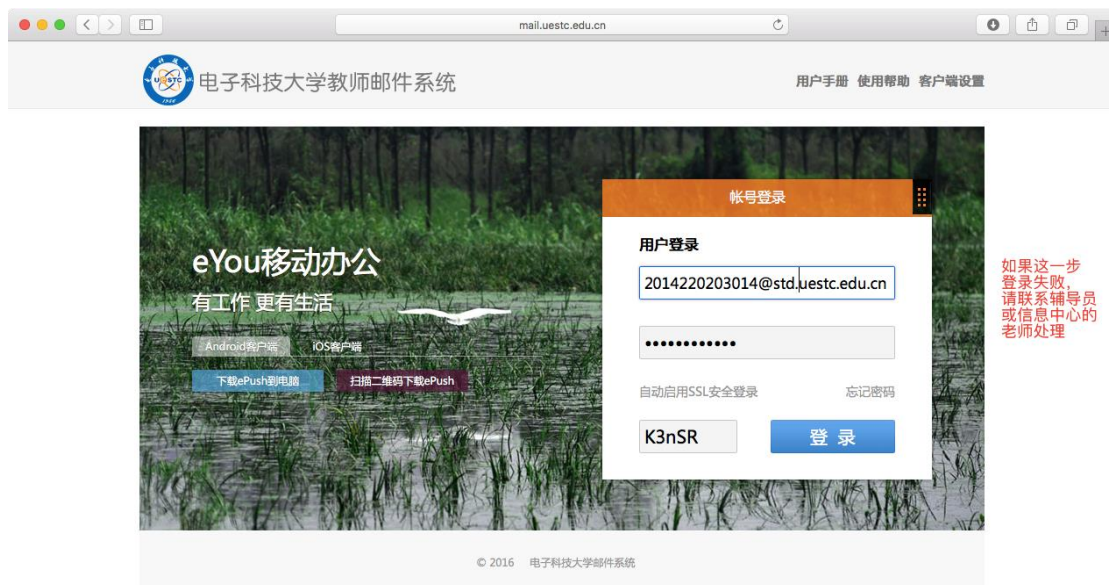 mail.uestc.edu.cn
电子科技大学教师邮件系统
用户手册 使用帮助 客户端设置
帐号登录
用户登录
2014220203014@std.uestc.edu.cn
eYou移动办公
有工作 更有生活
Android客户端 iOS客户端
下载ePush到电脑 扫描二维码下载ePush
自动启用SSL安全登录 忘记密码
K3nSR 登 录
如果这一步
登录失败,
请联系辅导员
或信息中心的
老师处理
© 2016 电子科技大学邮件系统